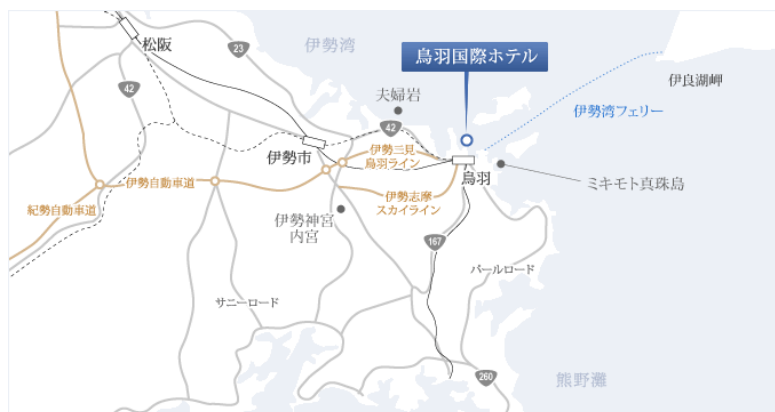 松阪
23
伊勢湾
鳥羽国際ホテル
伊良湖岬
42
夫婦岩
伊勢湾フェリー
42
伊勢市
伊勢二見
鳥羽ライン
鳥羽
ミキモト真珠島
伊勢自動車道
紀勢自動車道
伊勢志摩
スカイライン
伊勢神宮
内宮
167
パールロード
サニーロード
260
熊野灘